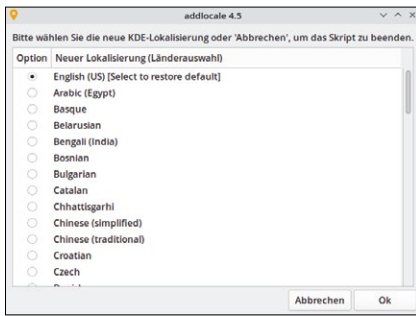 addlocale 4.5
Bitte wählen Sie die neue KDE-Lokalisierung oder 'Abbrechen', um das Skript zu beenden.
Option Neuer Lokalisierung (Länderauswahl)
English (US) [Select to restore default]
Arabic (Egypt)
Basque
Belarusian
Bengali (India)
Bosnian
Bulgarian
Catalan
Chhattisgarhi
Chinese (simplified)
Chinese (traditional)
Croatian
Czech
Abbrechen Ok